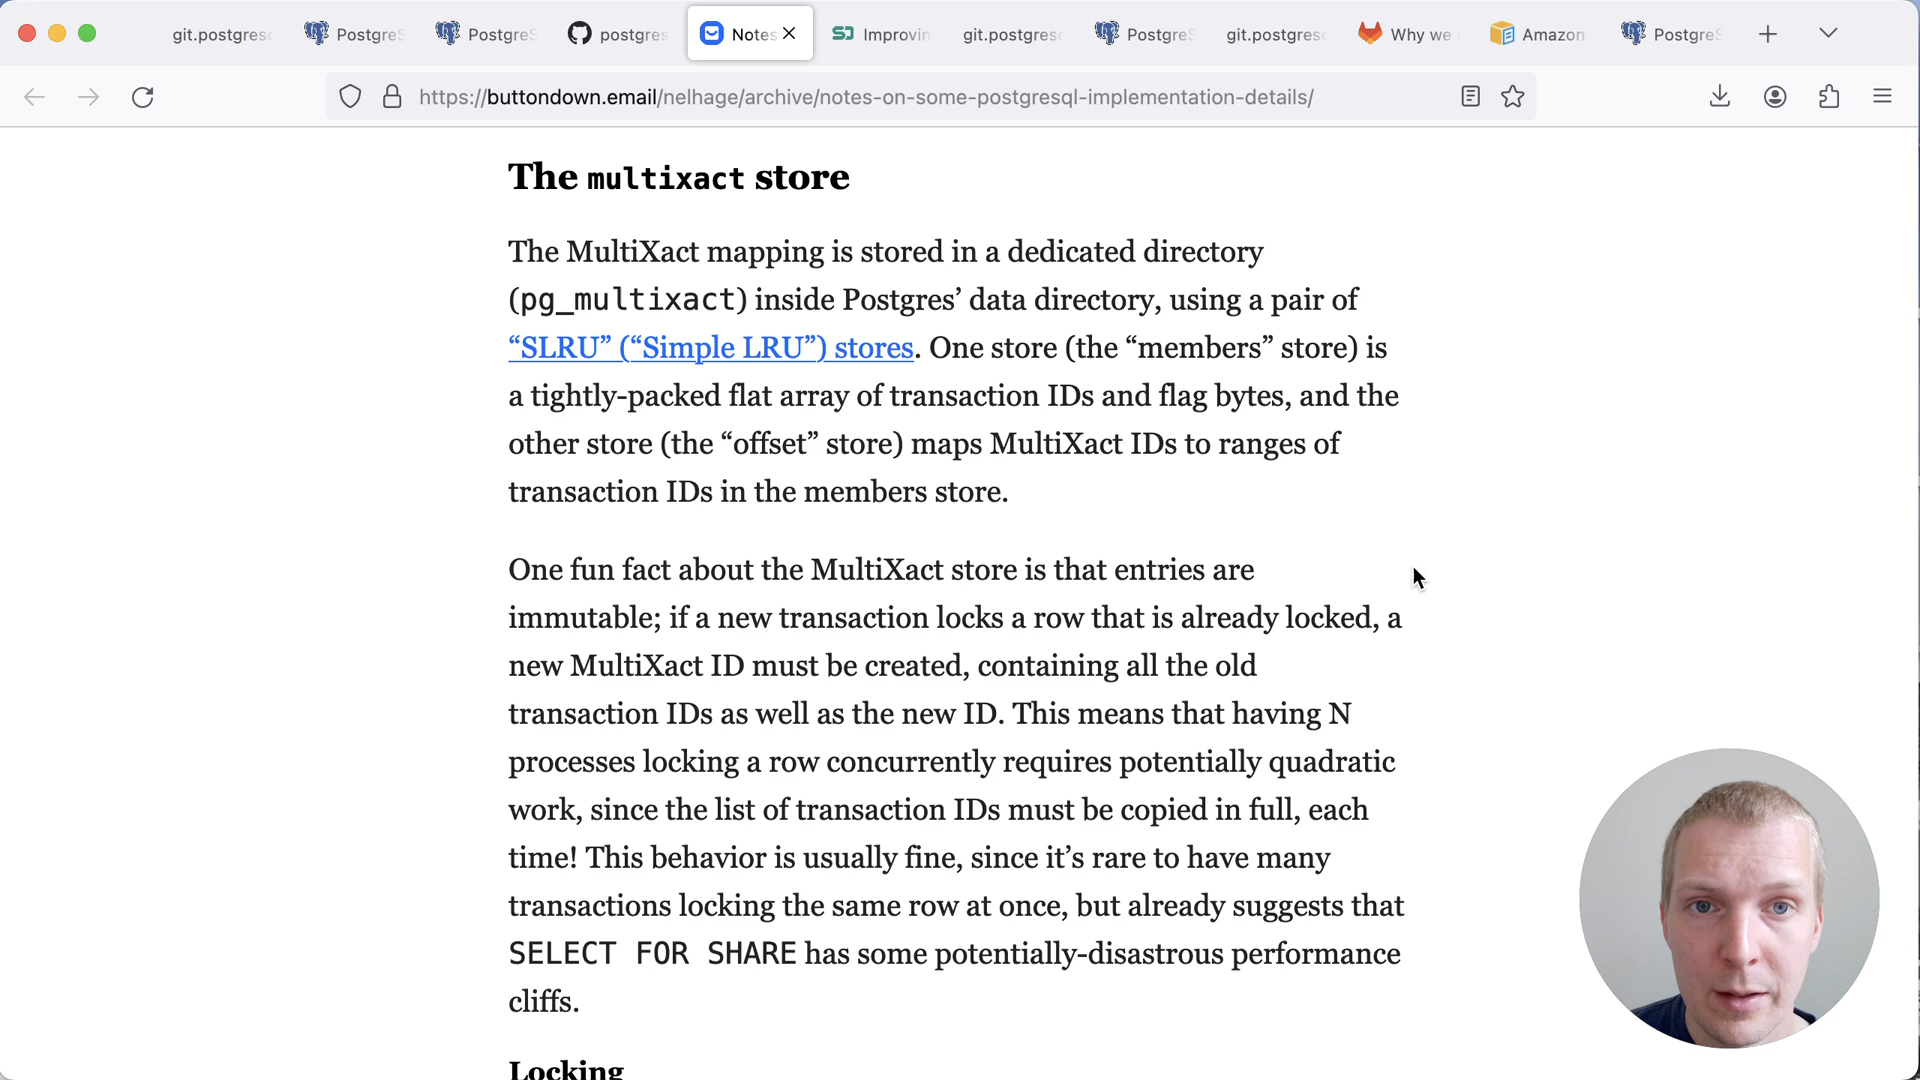 git.postgres
PostgreS
PostgreS
postgres
Notes
Improvin
git.postgres
PostgreS
git.postgres
Why we
Amazon
PostgreS
https://buttondown.email/nelhage/archive/notes-on-some-postgresql-implementation-details/
The multixact store
The MultiXact mapping is stored in a dedicated directory
(pg_multixact) inside Postgres’ data directory, using a pair of
“SLRU” (“Simple LRU”) stores. One store (the “members” store) is
a tightly-packed flat array of transaction IDs and flag bytes, and the
other store (the “offset” store) maps MultiXact IDs to ranges of
transaction IDs in the members store.
One fun fact about the MultiXact store is that entries are
immutable; if a new transaction locks a row that is already locked, a
new MultiXact ID must be created, containing all the old
transaction IDs as well as the new ID. This means that having N
processes locking a row concurrently requires potentially quadratic
work, since the list of transaction IDs must be copied in full, each
time! This behavior is usually fine, since it’s rare to have many
transactions locking the same row at once, but already suggests that
SELECT FOR SHARE has some potentially-disastrous performance
cliffs.
Locking